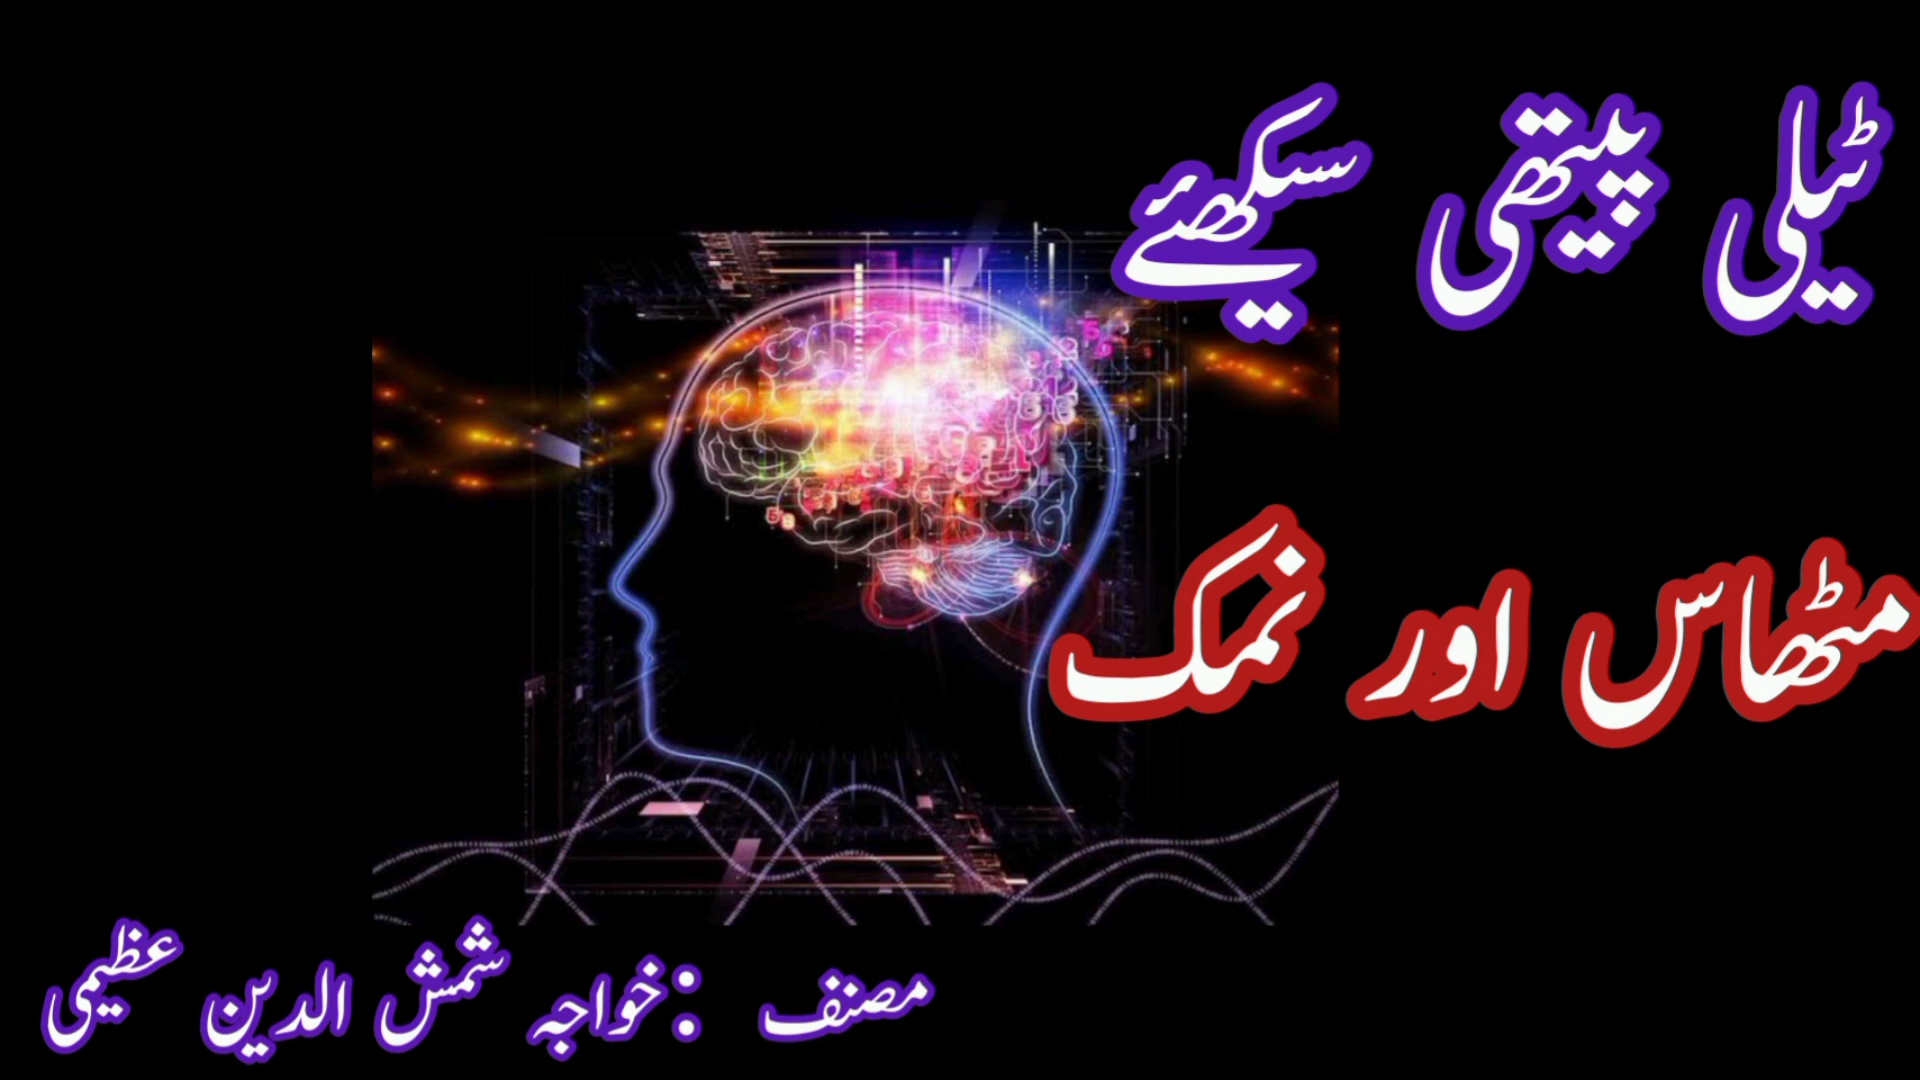 ٹیلی پیتھی سیکھئے
مٹھاسّ اور نمک
مصنف :خواجہ شمش الدین عظیمی